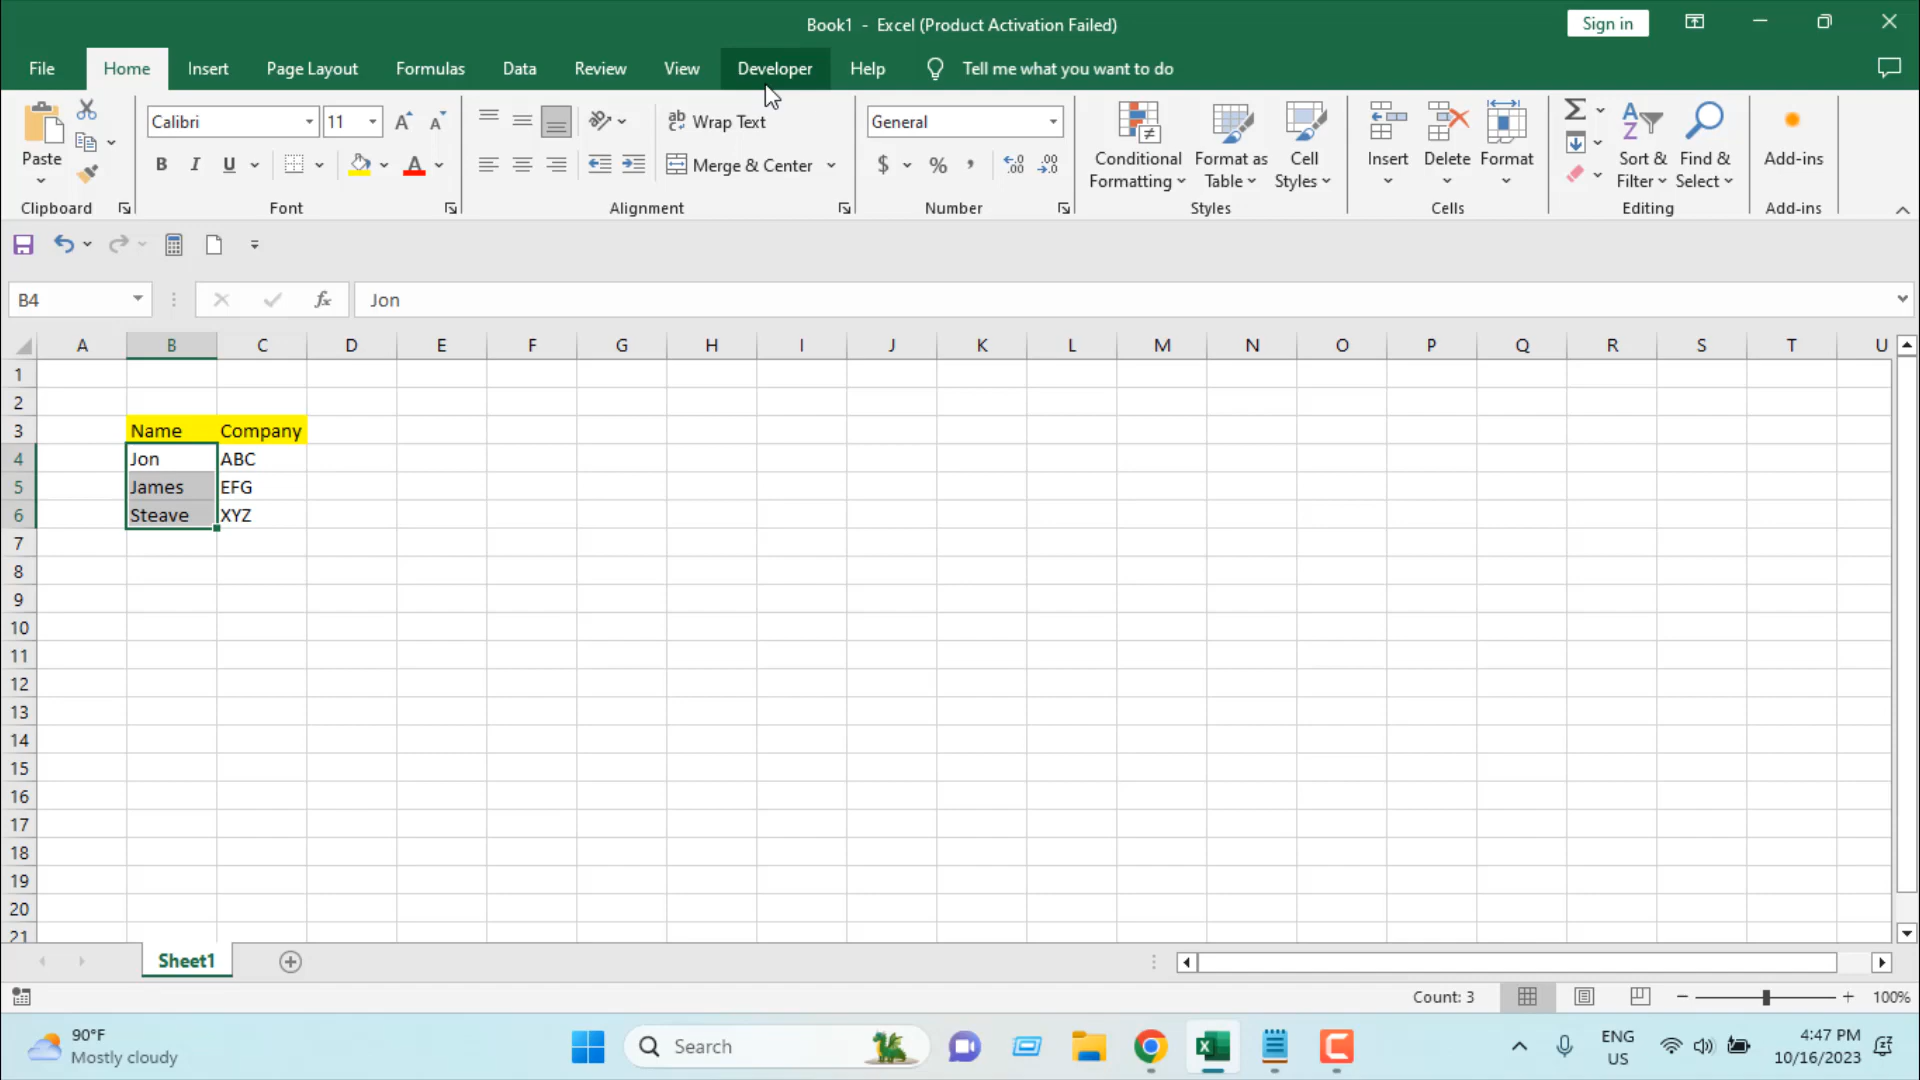 Book1 - Excel (Product Activation Failed)
Sign in
File Home Insert Page Layout Formulas Data Review View Developer Help Tell me what you want to do
Calibri 11 Wrap Text General
Paste B I U A Merge & Center $ % Conditional Formatting Format as Table Cell Styles Insert Delete Format Sort & Filter Find & Select Add-ins
Clipboard Font Alignment Number Styles Cells Editing Add-ins
B4 fx Jon
A B C D E F G H I J K L M N O P Q R S T U
1
2
3 Name Company
4 Jon ABC
5 James EFG
6 Steave XYZ
7
8
9
10
11
12
13
14
15
16
17
18
19
20
21
Sheet1
Count: 3 100%
90°F
Mostly cloudy
Search
ENG
US
4:47 PM
10/16/2023